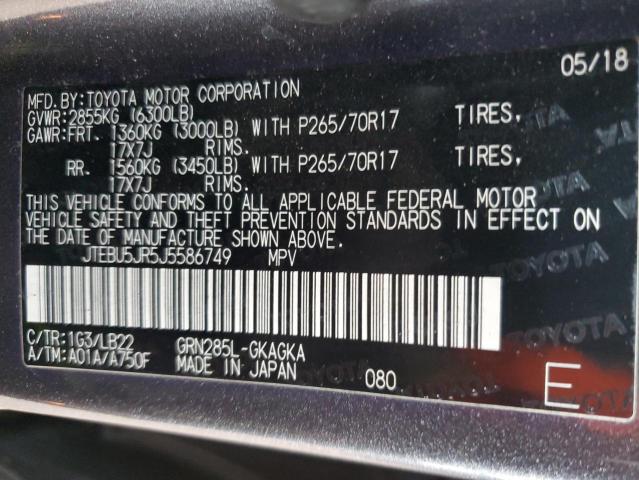 05/18
MFD.BY:TOYOTA MOTOR CORPORATION
GVWR:2855KG (6300LB)
GAWR:FRT. 1360KG (3000LB) WITH P265/70R17 TIRES,
17X7J RIMS.
RR. 1560KG (3450LB) WITH P265/70R17 TIRES,
17X7J RIMS.
THIS VEHICLE CONFORMS TO ALL APPLICABLE FEDERAL MOTOR
VEHICLE SAFETY AND THEFT PREVENTION STANDARDS IN EFFECT ON
THE DATE OF MANUFACTURE SHOWN ABOVE.
JTEBU5JR5J5586749 MPV
C/TR:1G3/LB22 GRN285L-GKAGKA
A/TM:A01A/A750F MADE IN JAPAN 080
E